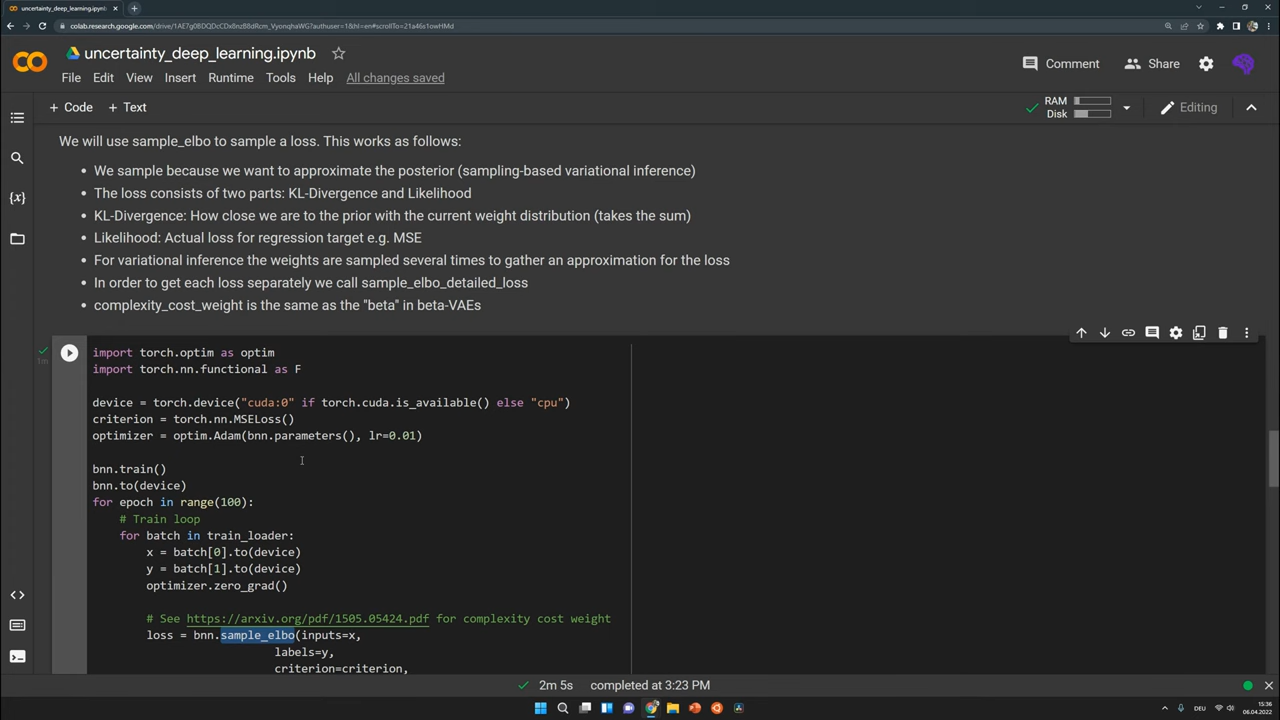 uncertainty_deep_learning.ipynb
uncertainty_deep_learning.ipynb
File Edit View Insert Runtime Tools Help All changes saved
Comment Share
+ Code + Text
RAM
Disk
Editing
We will use sample_elbo to sample a loss. This works as follows:
• We sample because we want to approximate the posterior (sampling-based variational inference)
• The loss consists of two parts: KL-Divergence and Likelihood
• KL-Divergence: How close we are to the prior with the current weight distribution (takes the sum)
• Likelihood: Actual loss for regression target e.g. MSE
• For variational inference the weights are sampled several times to gather an approximation for the loss
• In order to get each loss separately we call sample_elbo_detailed_loss
• complexity_cost_weight is the same as the "beta" in beta-VAEs
1m
import torch.optim as optim
import torch.nn.functional as F
device = torch.device("cuda:0" if torch.cuda.is_available() else "cpu")
criterion = torch.nn.MSELoss()
optimizer = optim.Adam(bnn.parameters(), lr=0.01)
bnn.train()
bnn.to(device)
for epoch in range(100):
# Train loop
for batch in train_loader:
x = batch[0].to(device)
y = batch[1].to(device)
optimizer.zero_grad()
# See https://arxiv.org/pdf/1505.05424.pdf for complexity cost weight
loss = bnn.sample_elbo(inputs=x,
labels=y,
criterion=criterion,
2m 5s completed at 3:23 PM
DEU
15:36
06.04.2022